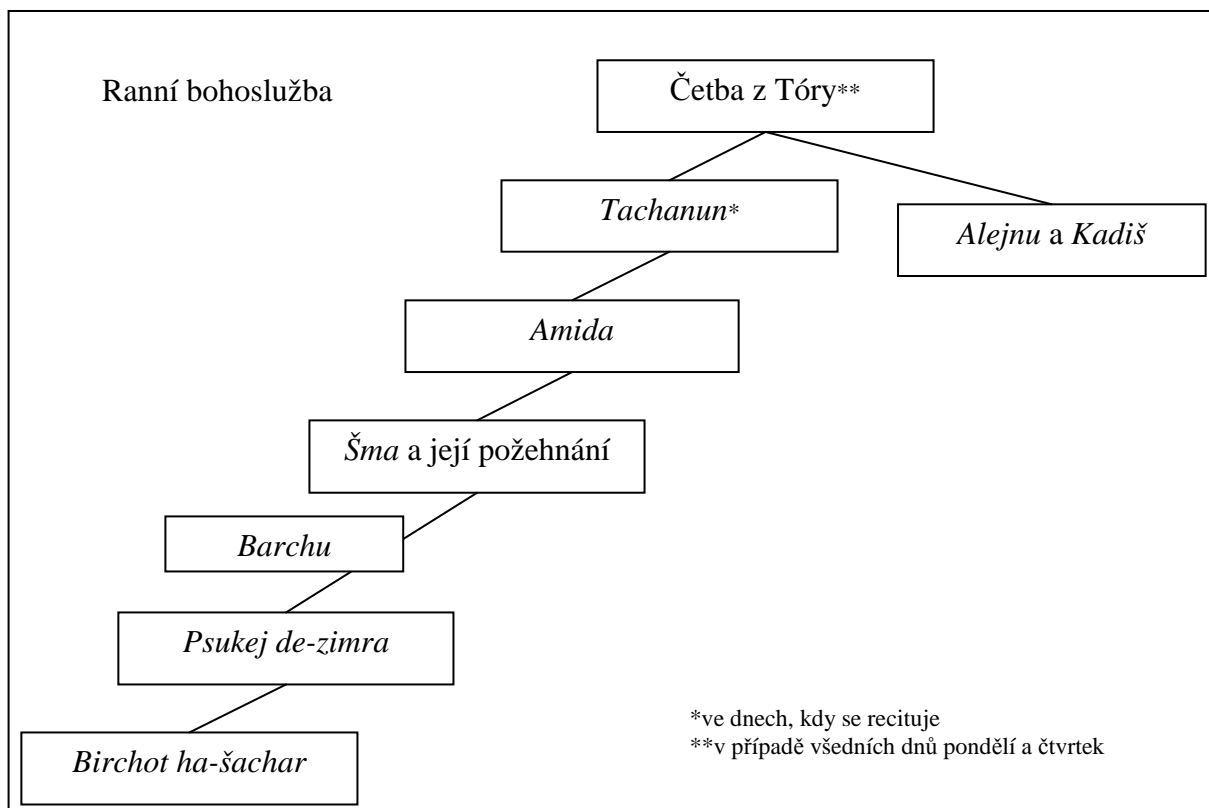 Ranní bohoslužba
Četba z Tóry**
Tachanun*
Alejnu a Kadiš
Amida
Šma a její požehnání
Barchu
Psukej de-zimra
Birchot ha-šachar
*ve dnech, kdy se recituje
**v případě všedních dnů pondělí a čtvrtek